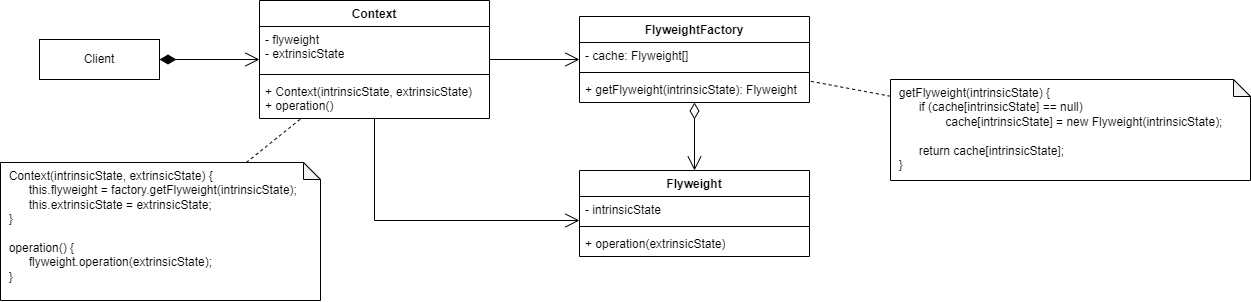 Client
Context
- flyweight
- extrinsicState
+ Context(intrinsicState, extrinsicState)
+ operation()
FlyweightFactory
- cache: Flyweight[]
+ getFlyweight(intrinsicState): Flyweight
getFlyweight(intrinsicState) {
if (cache[intrinsicState] == null)
cache[intrinsicState] = new Flyweight(intrinsicState);
return cache[intrinsicState];
}
Context(intrinsicState, extrinsicState) {
this.flyweight = factory.getFlyweight(intrinsicState);
this.extrinsicState = extrinsicState;
}
operation() {
flyweight.operation(extrinsicState);
}
Flyweight
- intrinsicState
+ operation(extrinsicState)